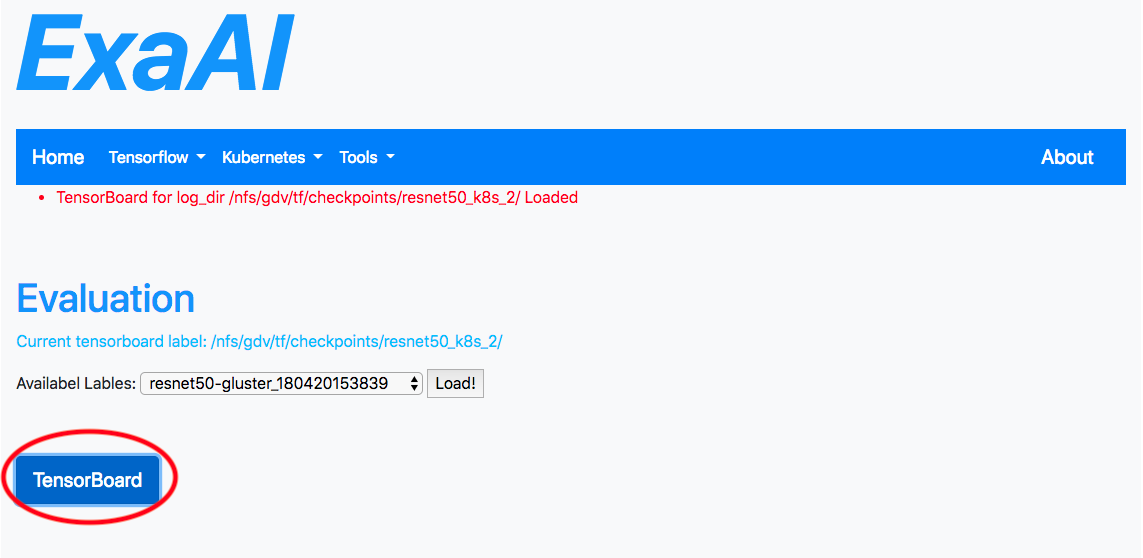 ExaAI
Home Tensorflow Kubernetes Tools About
TensorBoard for log_dir /nfs/gdv/tf/checkpoints/resnet50_k8s_2/ Loaded
Evaluation
Current tensorboard label: /nfs/gdv/tf/checkpoints/resnet50_k8s_2/
Availabel Lables: resnet50-gluster_180420153839 Load!
TensorBoard